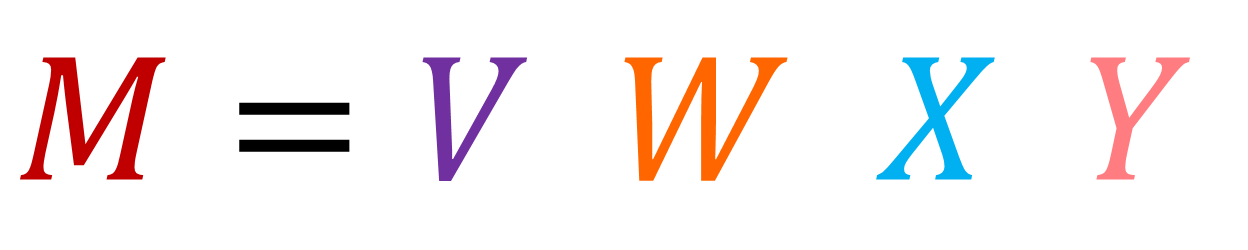 M = V W X Y